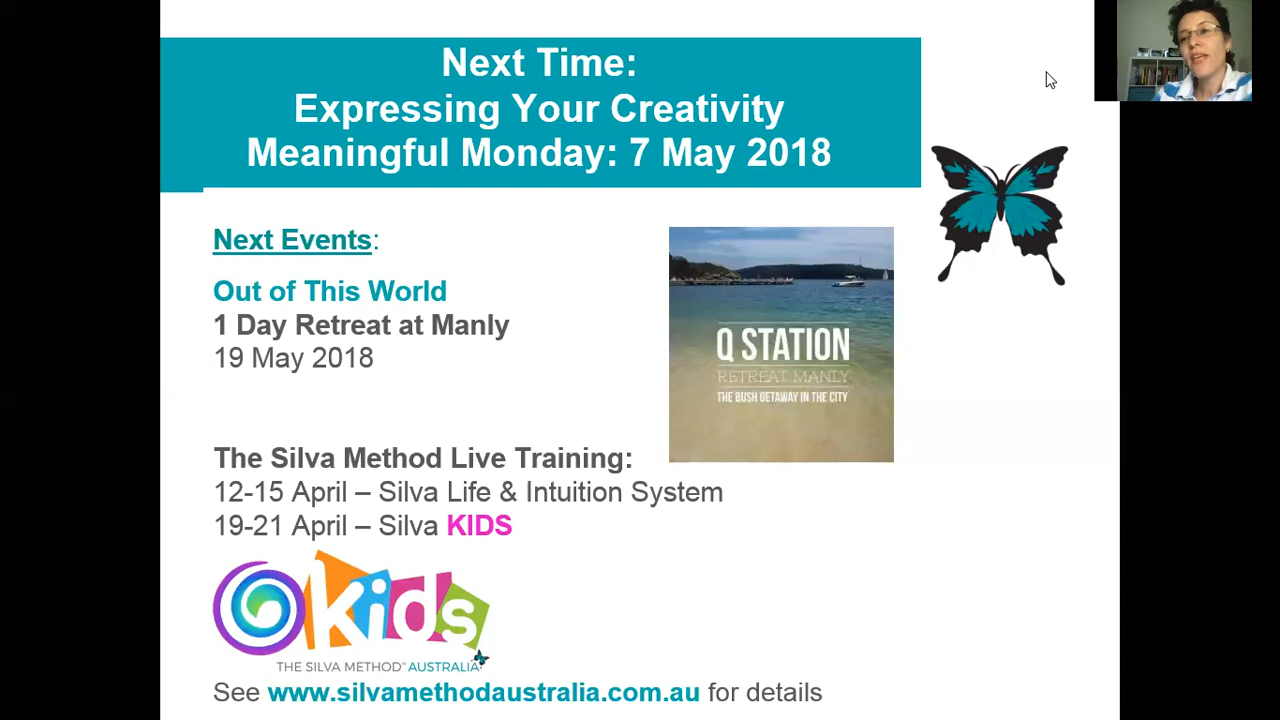 Next Time:
Expressing Your Creativity
Meaningful Monday: 7 May 2018
Next Events:
Out of This World
1 Day Retreat at Manly
19 May 2018
Q STATION
RETREAT MANLY
THE BUSH GETAWAY IN THE CITY
The Silva Method Live Training:
12-15 April – Silva Life & Intuition System
19-21 April – Silva KIDS
kids
THE SILVA METHOD™ AUSTRALIA
See www.silvamethodaustralia.com.au for details